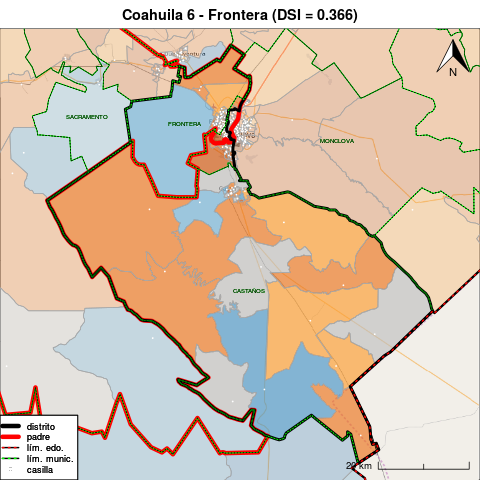 Coahuila 6 - Frontera (DSI = 0.366)
N
SACRAMENTO
FRONTERA
MONCLOVA
CASTAÑOS
distrito
padre
lím. edo.
lím. munic.
casilla
20 km